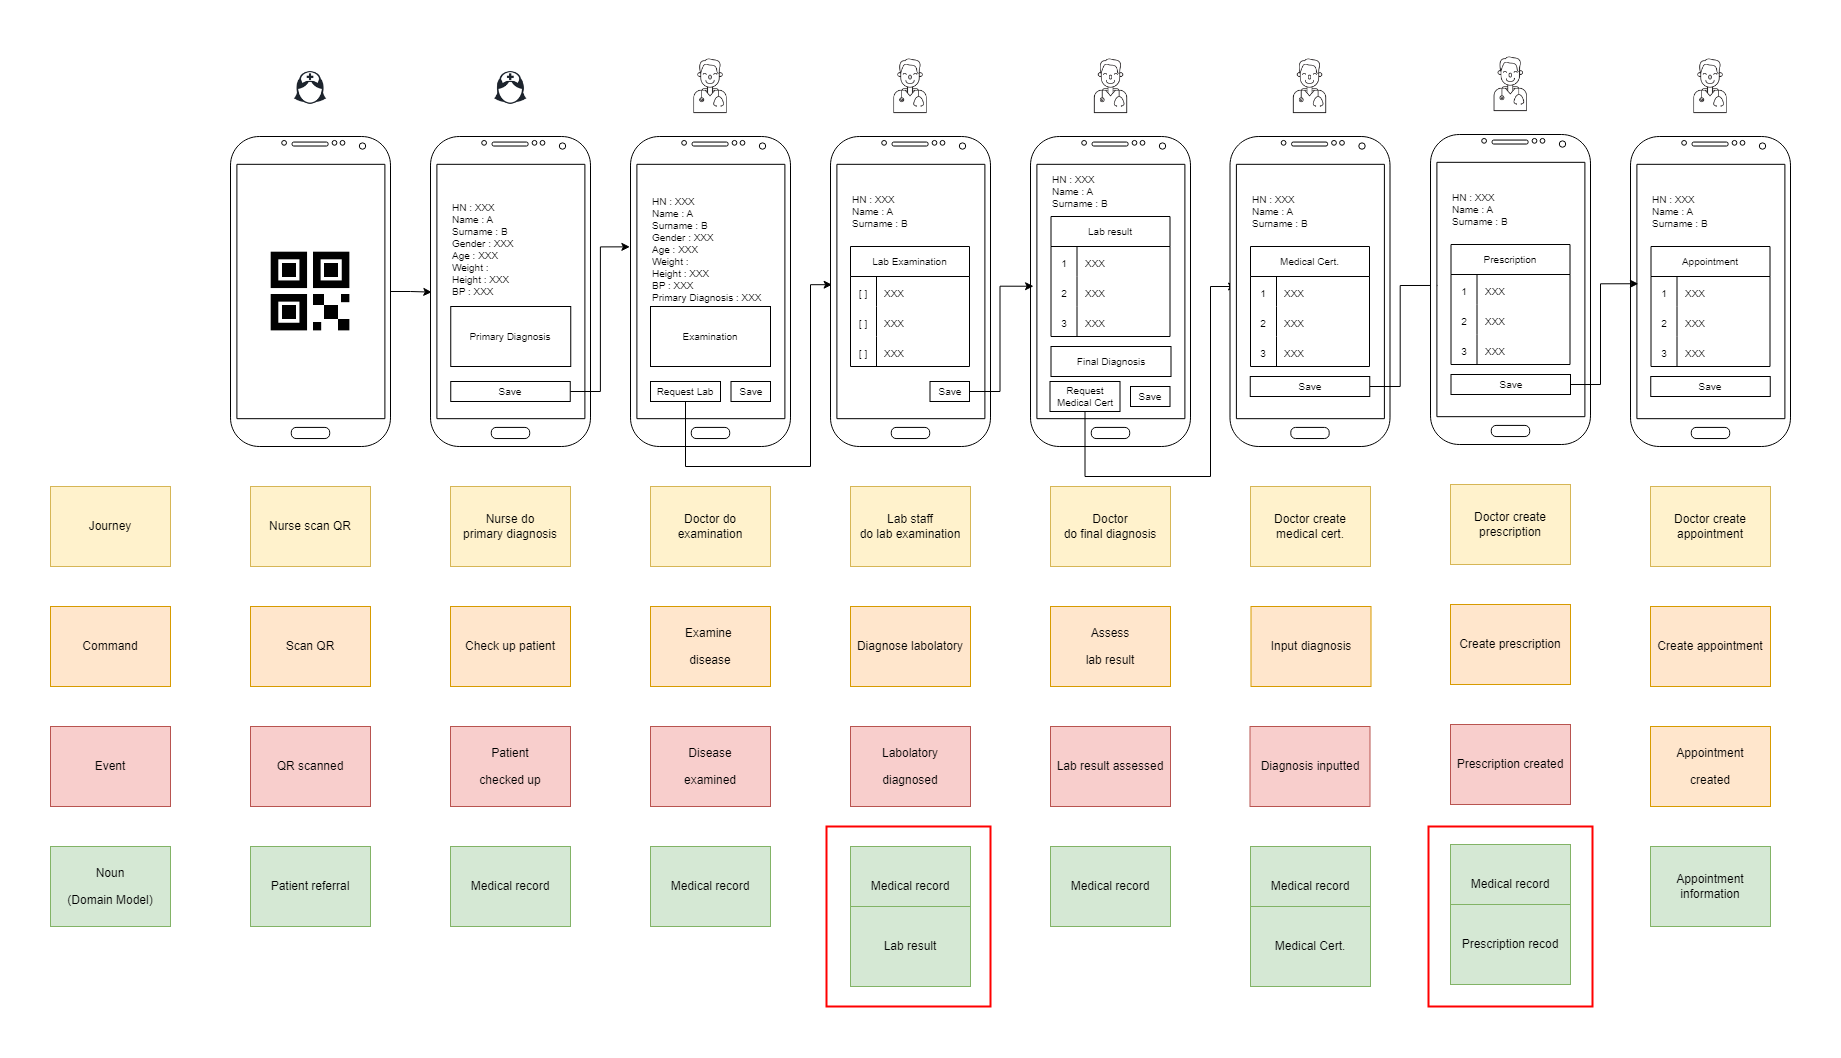 HN : XXX
Name : A
Surname : B
Gender : XXX
Age : XXX
Weight :
Height : XXX
BP : XXX
Primary Diagnosis
Save
HN : XXX
Name : A
Surname : B
Gender : XXX
Age : XXX
Weight :
Height : XXX
BP : XXX
Primary Diagnosis : XXX
Examination
Request Lab
Save
HN : XXX
Name : A
Surname : B
Lab Examination
[ ] XXX
[ ] XXX
[ ] XXX
Save
HN : XXX
Name : A
Surname : B
Lab result
1 XXX
2 XXX
3 XXX
Final Diagnosis
Request
Medical Cert
Save
HN : XXX
Name : A
Surname : B
Medical Cert.
1 XXX
2 XXX
3 XXX
Save
HN : XXX
Name : A
Surname : B
Prescription
1 XXX
2 XXX
3 XXX
Save
HN : XXX
Name : A
Surname : B
Appointment
1 XXX
2 XXX
3 XXX
Save
Journey
Nurse scan QR
Nurse do
primary diagnosis
Doctor do
examination
Lab staff
do lab examination
Doctor
do final diagnosis
Doctor create
medical cert.
Doctor create
prescription
Doctor create
appointment
Command
Scan QR
Check up patient
Examine
disease
Diagnose labolatory
Assess
lab result
Input diagnosis
Create prescription
Create appointment
Event
QR scanned
Patient
checked up
Disease
examined
Labolatory
diagnosed
Lab result assessed
Diagnosis inputted
Prescription created
Appointment
created
Noun
(Domain Model)
Patient referral
Medical record
Medical record
Medical record
Lab result
Medical record
Medical record
Medical Cert.
Medical record
Prescription recod
Appointment
information